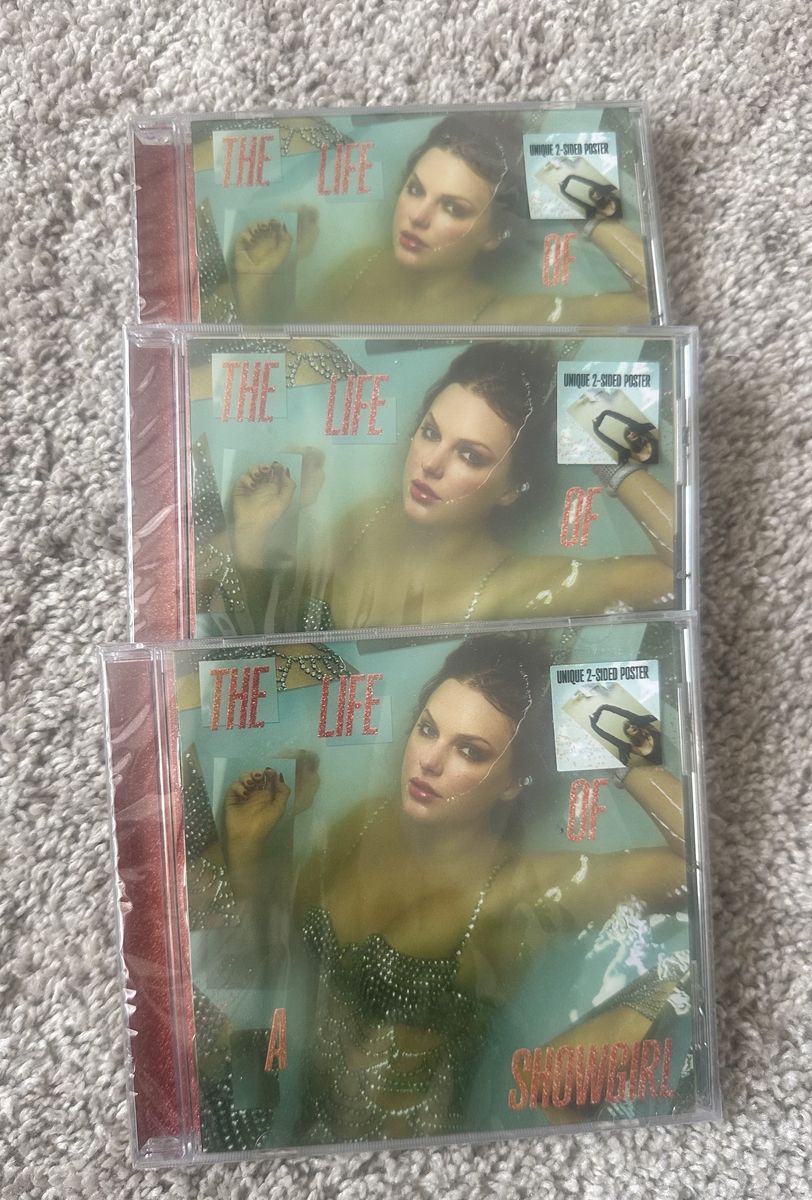 THE LIFE
UNIQUE 2-SIDED POSTER
OF
THE LIFE
UNIQUE 2-SIDED POSTER
OF
THE LIFE
UNIQUE 2-SIDED POSTER
OF
A
SHOWGIRL